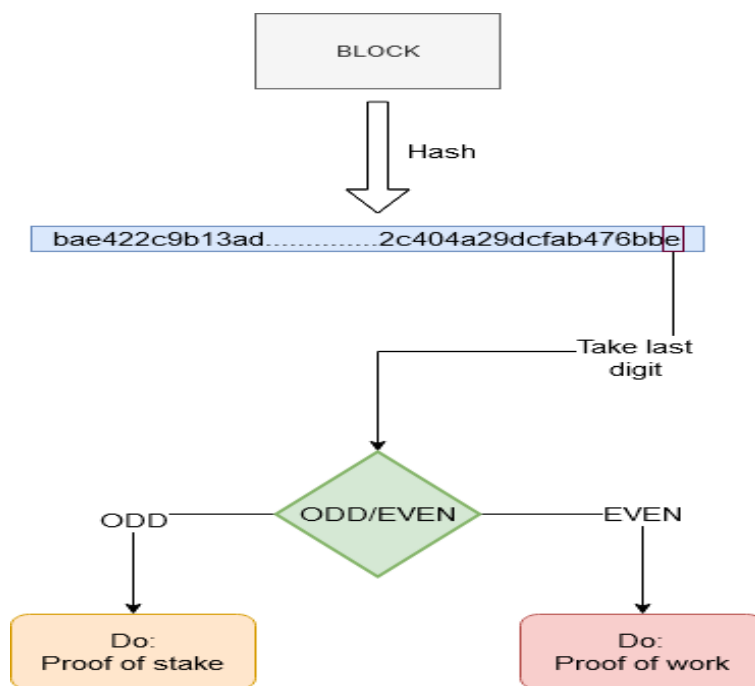 BLOCK
Hash
bae422c9b13ad..............2c404a29dcfab476bbe
Take last
digit
ODD/EVEN
ODD
EVEN
Do:
Proof of stake
Do:
Proof of work